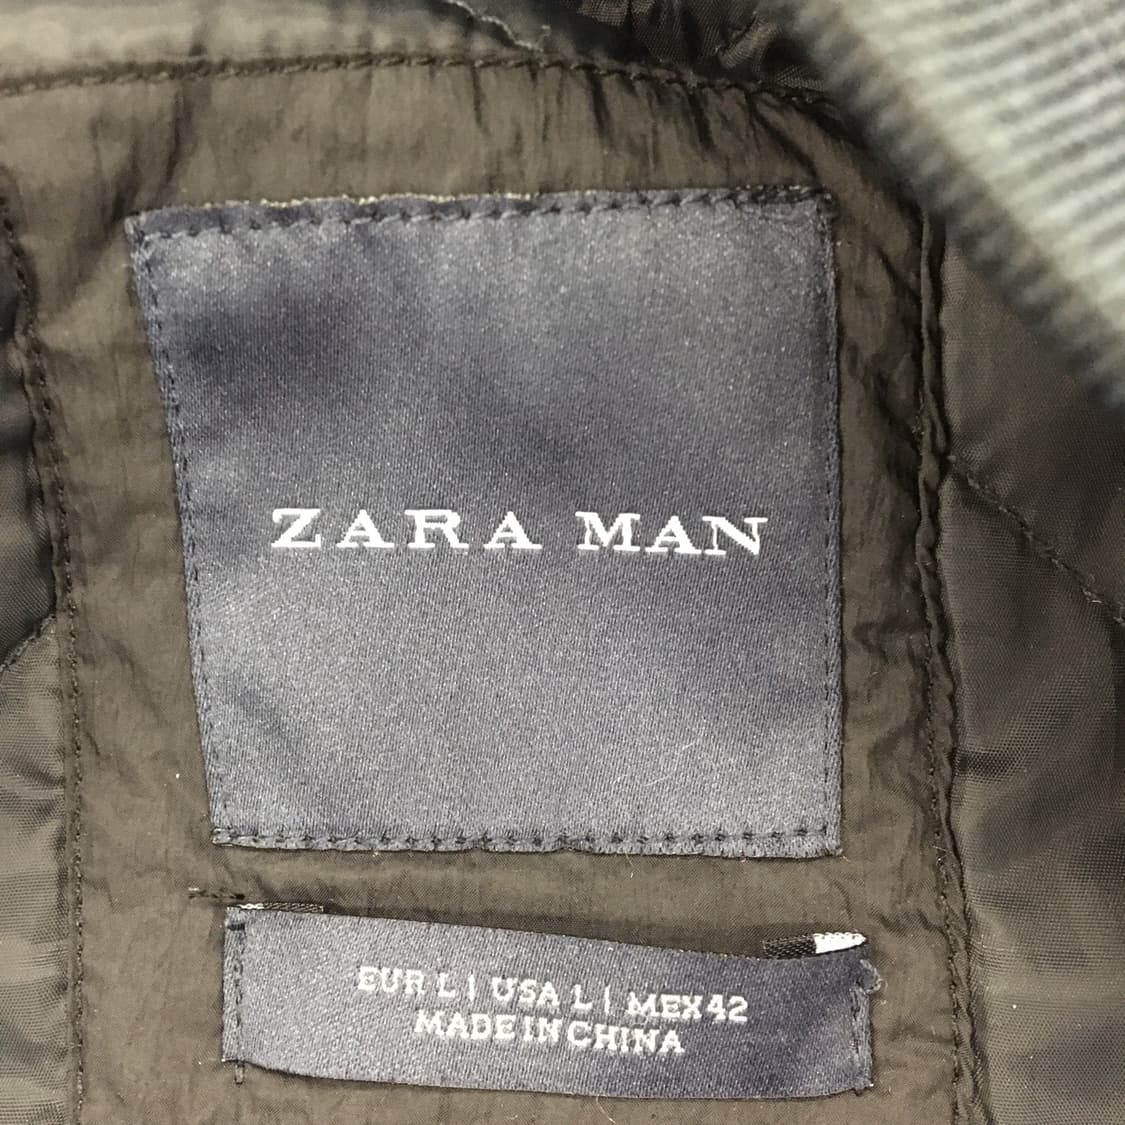 ZARA MAN
EUR L | USA L | MEX 42
MADE IN CHINA